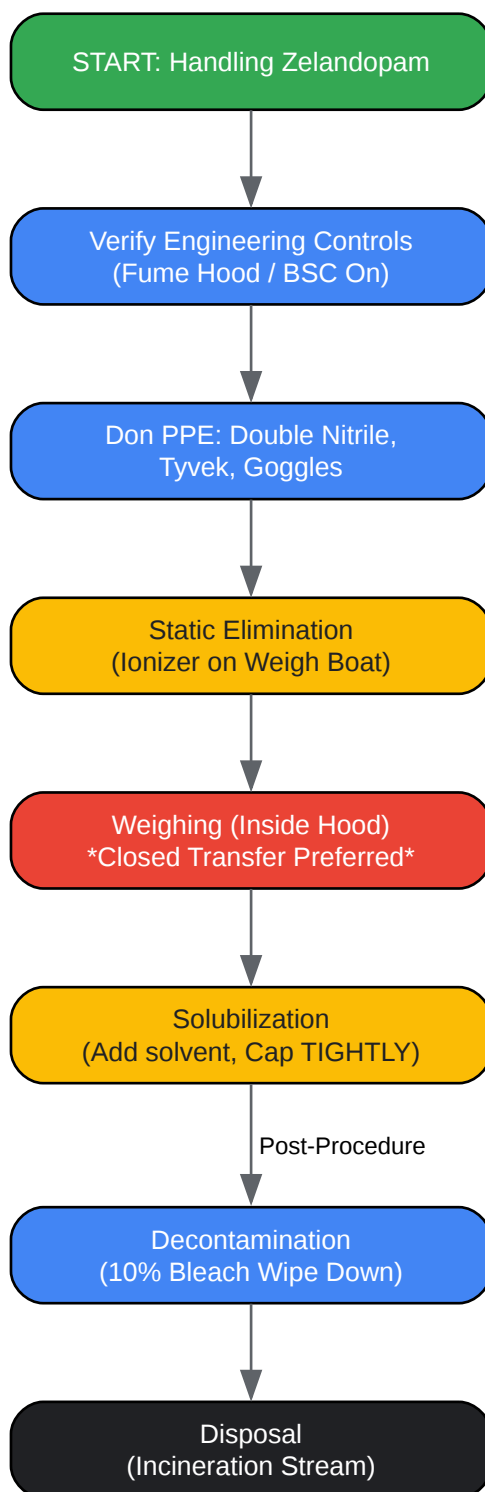 START: Handling Zelandopam
Verify Engineering Controls
(Fume Hood / BSC On)
Don PPE: Double Nitrile,
Tyvek, Goggles
Static Elimination
(Ionizer on Weigh Boat)
Weighing (Inside Hood)
*Closed Transfer Preferred*
Solubilization
(Add solvent, Cap TIGHTLY)
Post-Procedure
Decontamination
(10% Bleach Wipe Down)
Disposal
(Incineration Stream)